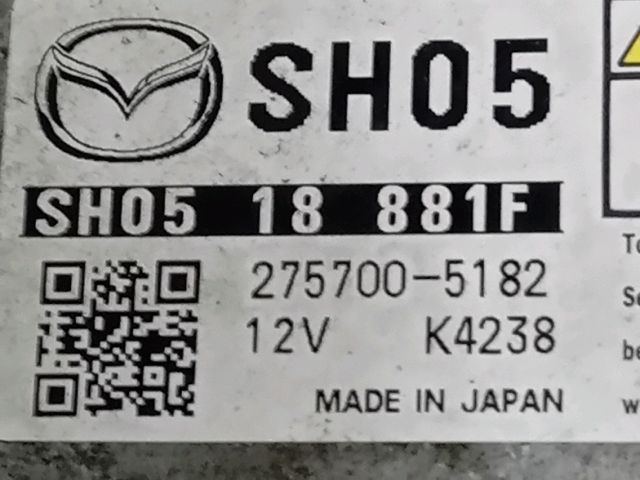 SH05
SH05 18 881F
275700-5182
12V K4238
MADE IN JAPAN